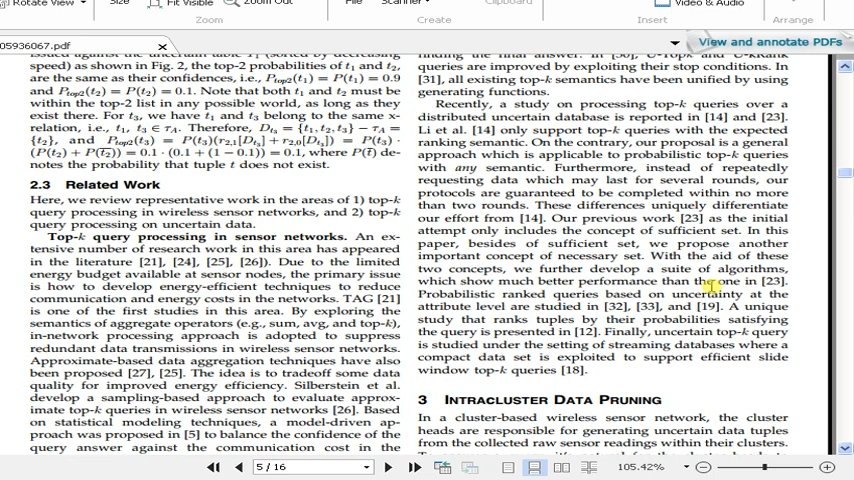 Rotate View
Size
Fit Visible
Zoom Out
File
Scanner
Clipboard
Video & Audio
Zoom
Create
Insert
Arrange
05936067.pdf
View and annotate PDFs
issued against the uncertain table T1 (sorted by decreasing
speed) as shown in Fig. 2, the top-2 probabilities of t1 and t2,
are the same as their confidences, i.e., Ptop2(t1) = P(t1) = 0.9
and Ptop2(t2) = P(t2) = 0.1. Note that both t1 and t2 must be
within the top-2 list in any possible world, as long as they
exist there. For t3, we have t1 and t3 belong to the same x-
relation, i.e., t1, t3 ∈ τA. Therefore, Dt3 = {t1, t2, t3} − τA =
{t2}, and Ptop2(t3) = P(t3)(r2,1[Dt3] + r2,0[Dt3]) = P(t3) ·
(P(t2) + P(t̅2)) = 0.1 · (0.1 + (1 − 0.1)) = 0.1, where P(t̅) de-
notes the probability that tuple t does not exist.
2.3 Related Work
Here, we review representative work in the areas of 1) top-k
query processing in wireless sensor networks, and 2) top-k
query processing on uncertain data.
Top-k query processing in sensor networks. An ex-
tensive number of research work in this area has appeared
in the literature [21], [24], [25], [26]). Due to the limited
energy budget available at sensor nodes, the primary issue
is how to develop energy-efficient techniques to reduce
communication and energy costs in the networks. TAG [21]
is one of the first studies in this area. By exploring the
semantics of aggregate operators (e.g., sum, avg, and top-k),
in-network processing approach is adopted to suppress
redundant data transmissions in wireless sensor networks.
Approximate-based data aggregation techniques have also
been proposed [27], [25]. The idea is to tradeoff some data
quality for improved energy efficiency. Silberstein et al.
develop a sampling-based approach to evaluate approx-
imate top-k queries in wireless sensor networks [26]. Based
on statistical modeling techniques, a model-driven ap-
proach was proposed in [5] to balance the confidence of the
query answer against the communication cost in the
finding the final answer. In [30], U-Topk and U-kRank
queries are improved by exploiting their stop conditions. In
[31], all existing top-k semantics have been unified by using
generating functions.
Recently, a study on processing top-k queries over a
distributed uncertain database is reported in [14] and [23].
Li et al. [14] only support top-k queries with the expected
ranking semantic. On the contrary, our proposal is a general
approach which is applicable to probabilistic top-k queries
with any semantic. Furthermore, instead of repeatedly
requesting data which may last for several rounds, our
protocols are guaranteed to be completed within no more
than two rounds. These differences uniquely differentiate
our effort from [14]. Our previous work [23] as the initial
attempt only includes the concept of sufficient set. In this
paper, besides of sufficient set, we propose another
important concept of necessary set. With the aid of these
two concepts, we further develop a suite of algorithms,
which show much better performance than the one in [23].
Probabilistic ranked queries based on uncertainty at the
attribute level are studied in [32], [33], and [19]. A unique
study that ranks tuples by their probabilities satisfying
the query is presented in [12]. Finally, uncertain top-k query
is studied under the setting of streaming databases where a
compact data set is exploited to support efficient slide
window top-k queries [18].
3 INTRACLUSTER DATA PRUNING
In a cluster-based wireless sensor network, the cluster
heads are responsible for generating uncertain data tuples
from the collected raw sensor readings within their clusters.
5 / 16
105.42%